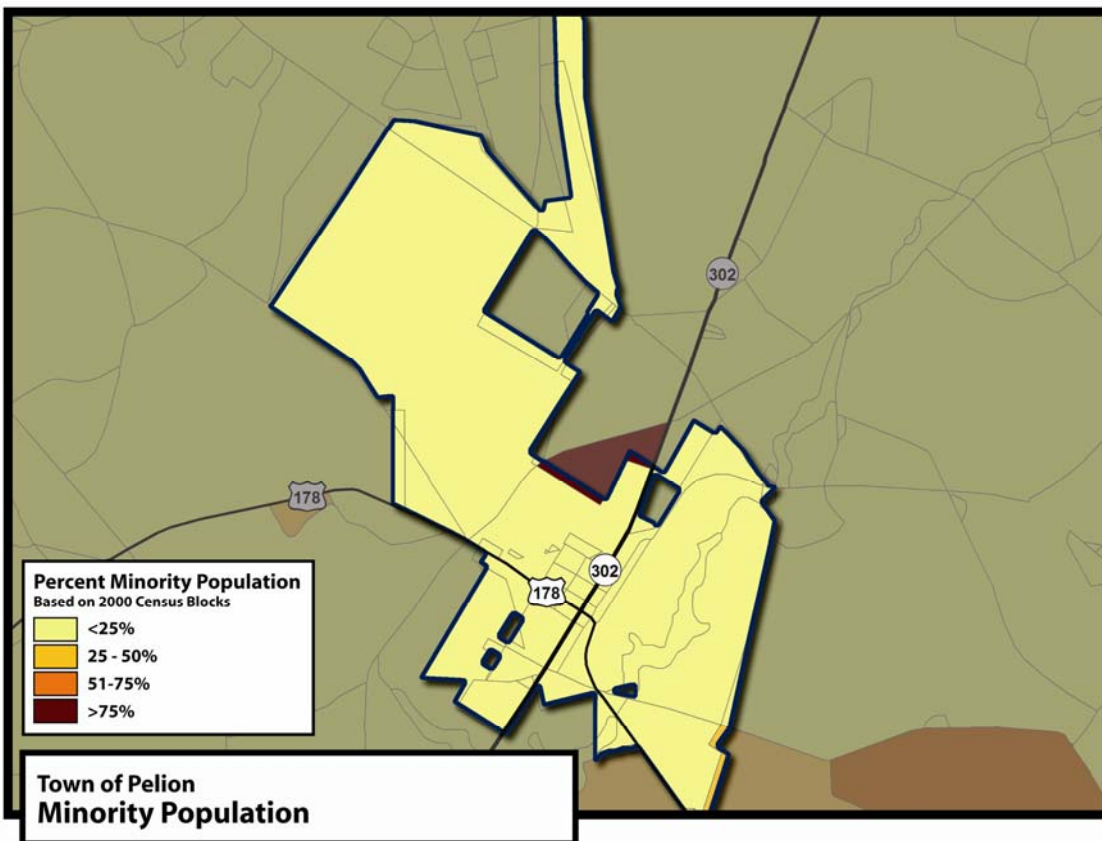 302
178
302
178
Percent Minority Population
Based on 2000 Census Blocks
<25%
25 - 50%
51-75%
>75%
Town of Pelion
Minority Population